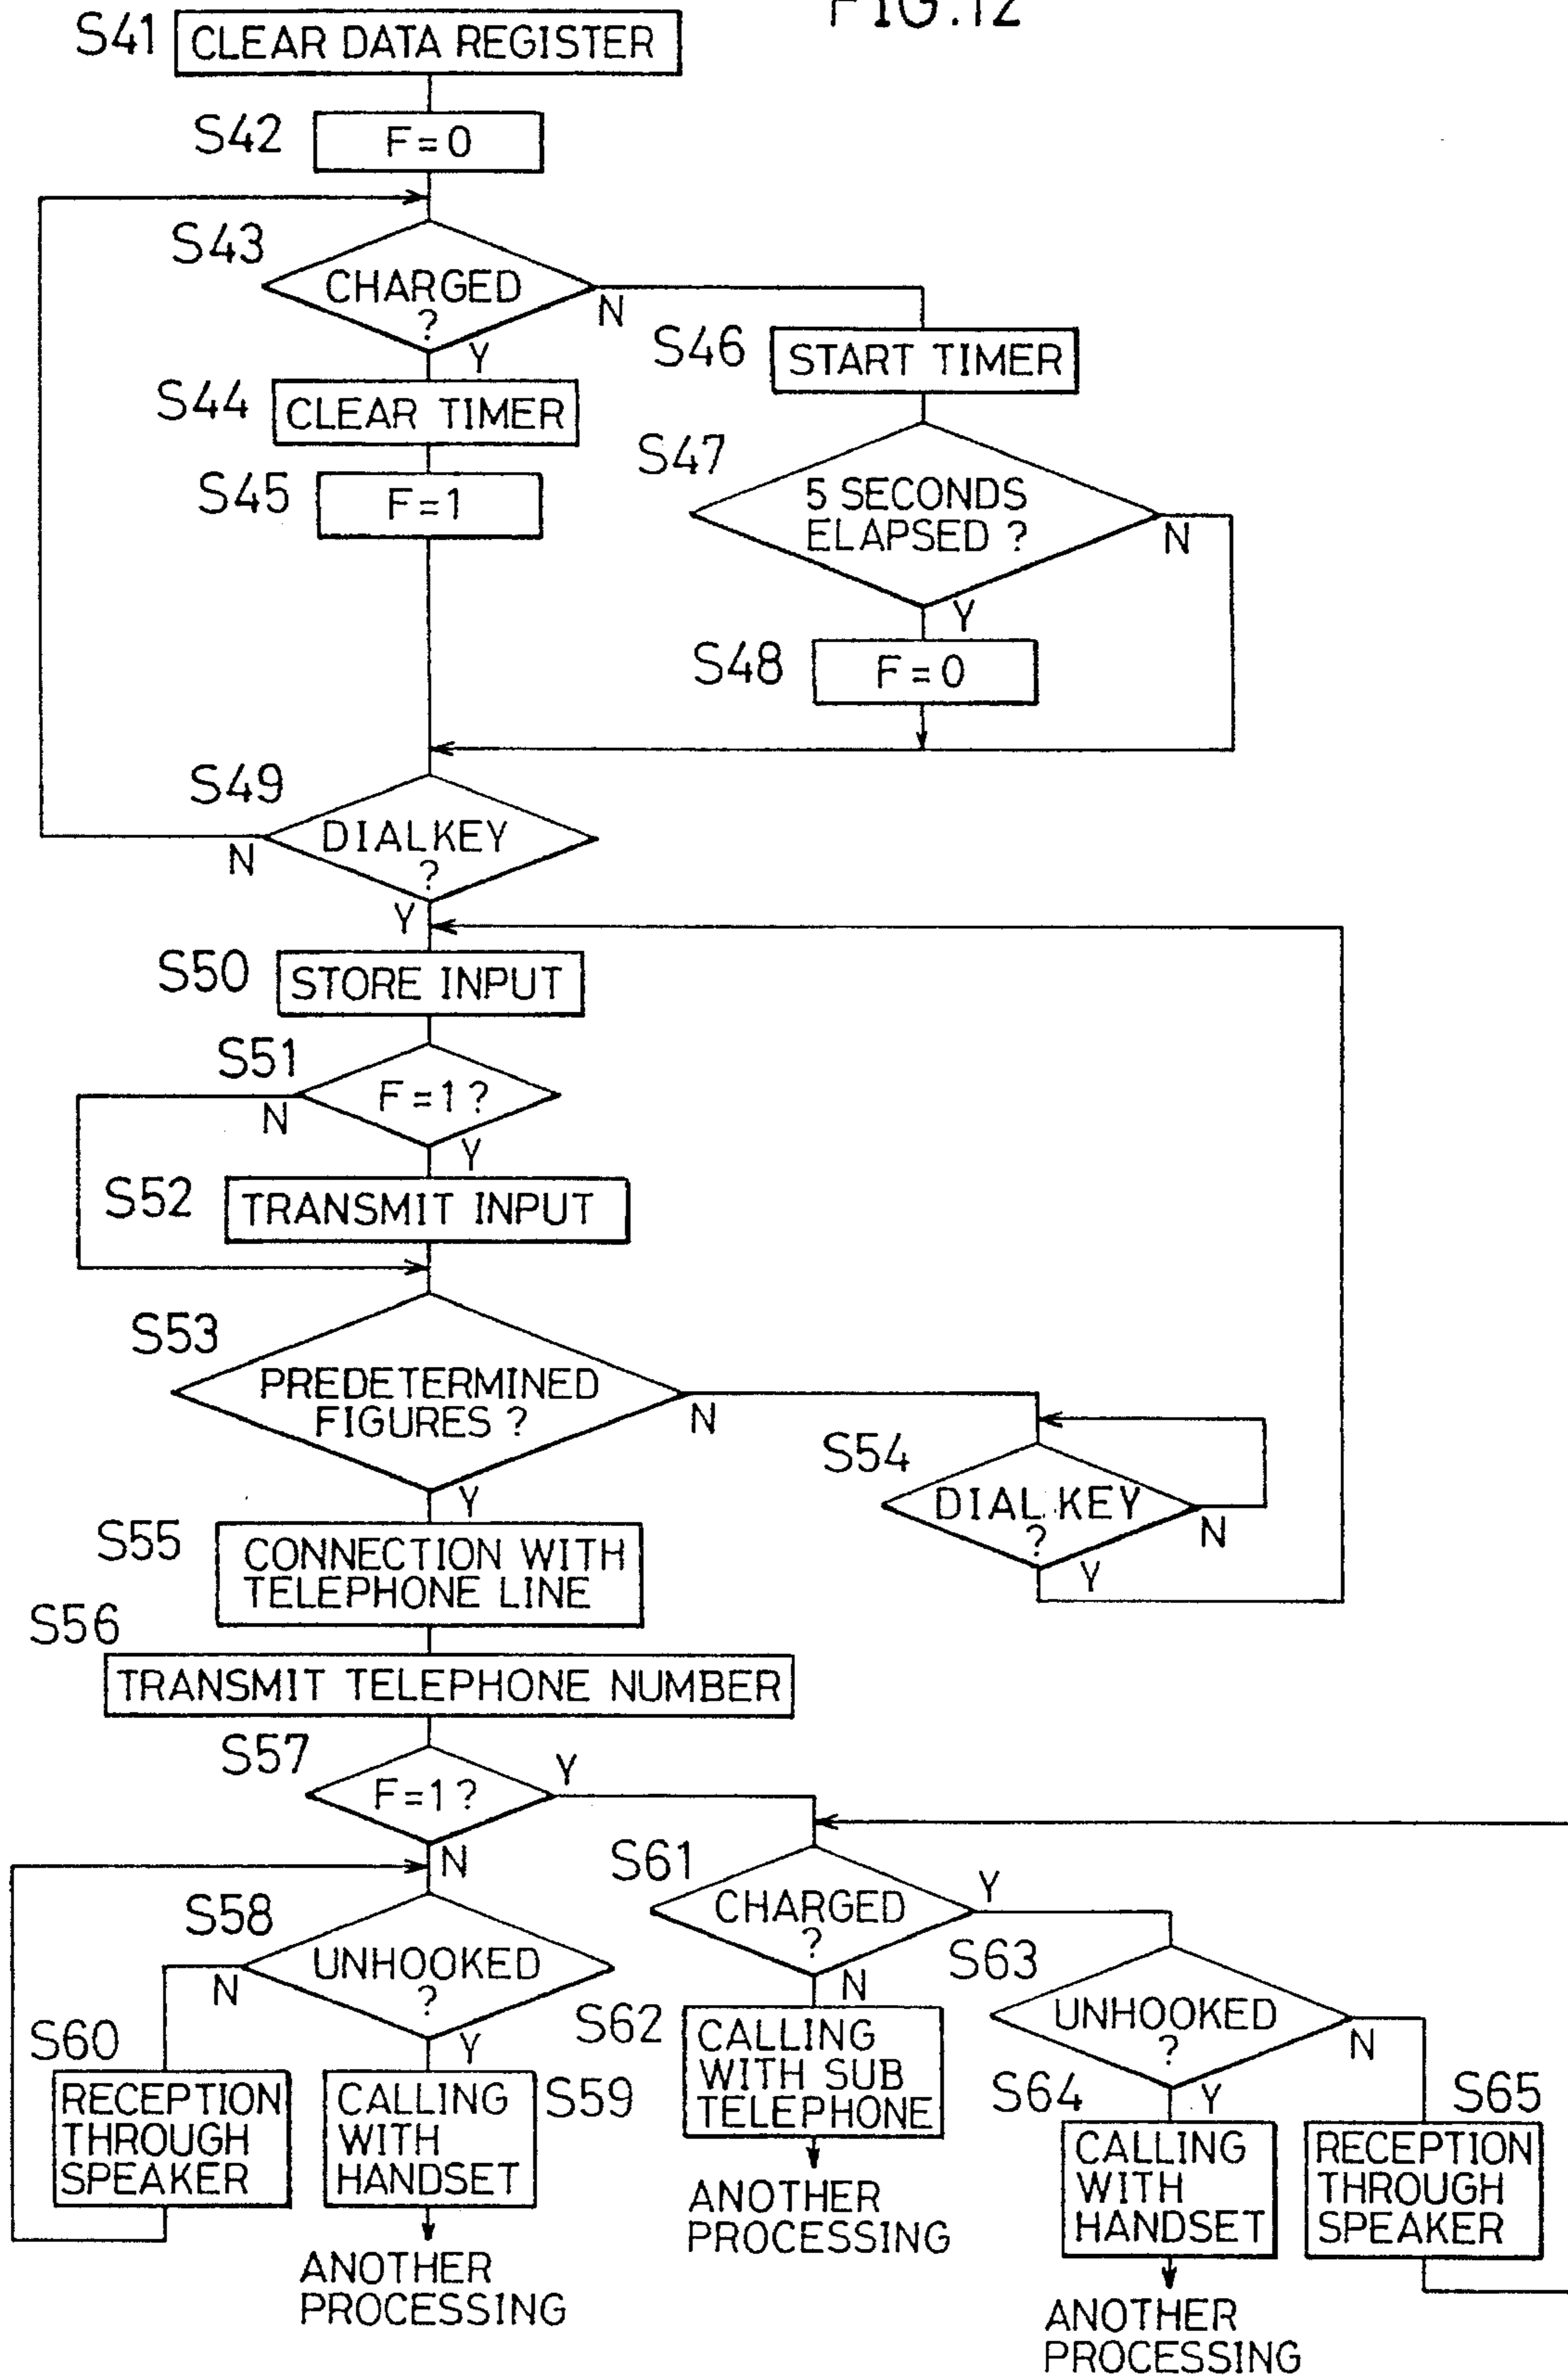 FIG.12
S41 CLEAR DATA REGISTER
S42 F=0
S43 CHARGED
?
N
Y
S46 START TIMER
S44 CLEAR TIMER
S47 5 SECONDS
ELAPSED ?
N
Y
S45 F=1
S48 F=0
S49 DIALKEY
?
N
Y
S50 STORE INPUT
S51 F=1?
N
Y
S52 TRANSMIT INPUT
S53 PREDETERMINED
FIGURES ?
N
Y
S54 DIAL KEY
?
N
Y
S55 CONNECTION WITH
TELEPHONE LINE
S56 TRANSMIT TELEPHONE NUMBER
S57 F=1?
Y
N
S58 UNHOOKED
?
N
Y
S61 CHARGED
?
Y
N
S63 UNHOOKED
?
N
Y
S60 RECEPTION
THROUGH
SPEAKER
CALLING
WITH
HANDSET
S59
ANOTHER
PROCESSING
S62 CALLING
WITH SUB
TELEPHONE
ANOTHER
PROCESSING
S64 CALLING
WITH
HANDSET
ANOTHER
PROCESSING
S65 RECEPTION
THROUGH
SPEAKER